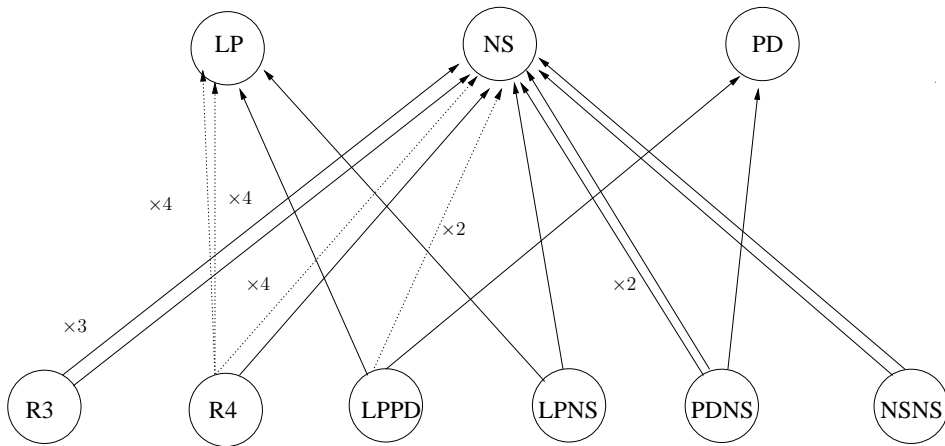 LP NS PD
×4 ×4
×2
×4 ×2
×3
R3 R4 LPPD LPNS PDNS NSNS